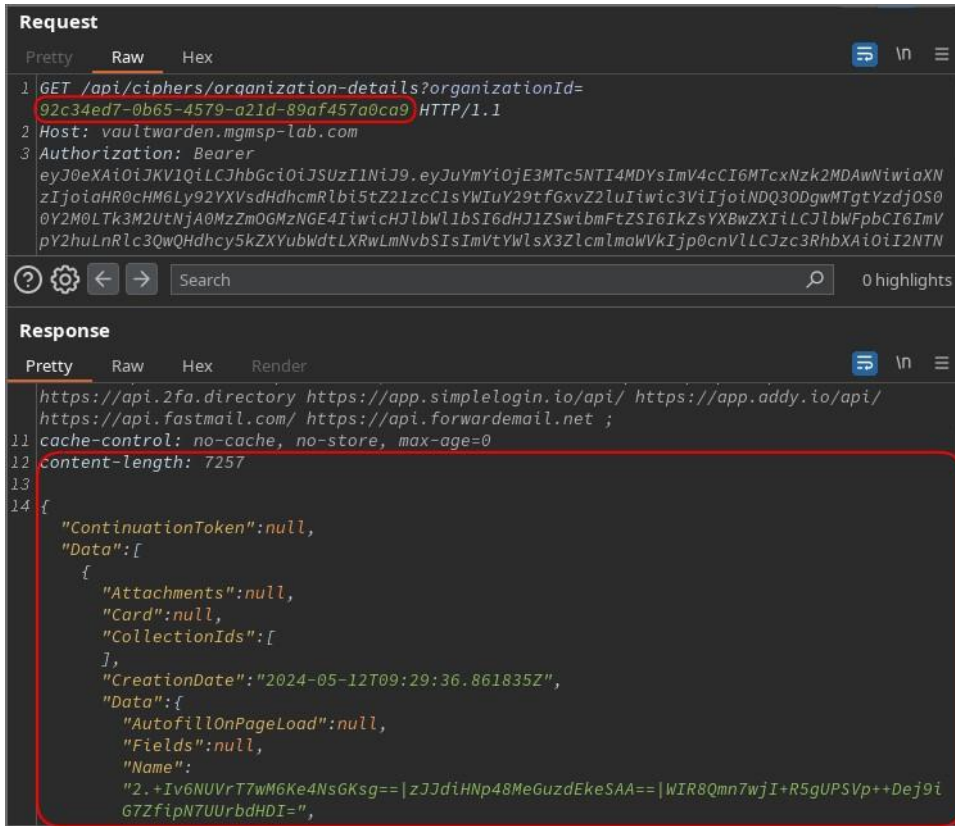 Request
Pretty Raw Hex \n
1 GET /api/ciphers/organization-details?organizationId=
92c34ed7-0b65-4579-a21d-89af457a0ca9 HTTP/1.1
2 Host: vaultwarden.mgmsp-lab.com
3 Authorization: Bearer
eyJ0eXAiOiJKV1QiLCJhbGciOiJSUzI1NiJ9.eyJuYmYiOjE3MTc5NTI4MDYsImV4cCI6MTcxNzk2MDAwNiwiaXN
zIjoiaHR0cHM6Ly92YXVsdHdhcmRlbi5tZ21zcC1sYWIuY29tfGxvZ2luIiwic3ViIjoiNDQ3ODgwMTgtYzdjOS0
0Y2M0LTk3M2UtNjA0MzZmOGMzNGE4IiwicHJlbWl1bSI6dHJ1ZSwibmFtZSI6IkZsYXBwZXIiLCJlbWFpbCI6ImV
pY2huLnRlc3QwQHdhcy5kZXYubWdtLXRwLmNvbSIsImVtYWlsX3ZlcmlmaWVkIjp0cnVlLCJzc3RhbXAiOiI2NTN
Search 0 highlights
Response
Pretty Raw Hex Render \n
https://api.2fa.directory https://app.simplelogin.io/api/ https://app.addy.io/api/
https://api.fastmail.com/ https://api.forwardemail.net ;
11 cache-control: no-cache, no-store, max-age=0
12 content-length: 7257
13
14 {
"ContinuationToken":null,
"Data":[
{
"Attachments":null,
"Card":null,
"CollectionIds":[
],
"CreationDate":"2024-05-12T09:29:36.861835Z",
"Data":{
"AutofillOnPageLoad":null,
"Fields":null,
"Name":
"2.+Iv6NUVrT7wM6Ke4NsGKsg==|zJJdiHNp48MeGuzdEkeSAA==|WIR8Qmn7wjI+R5gUPSVp++Dej9i
G7ZfipN7UUrbdHDI=",